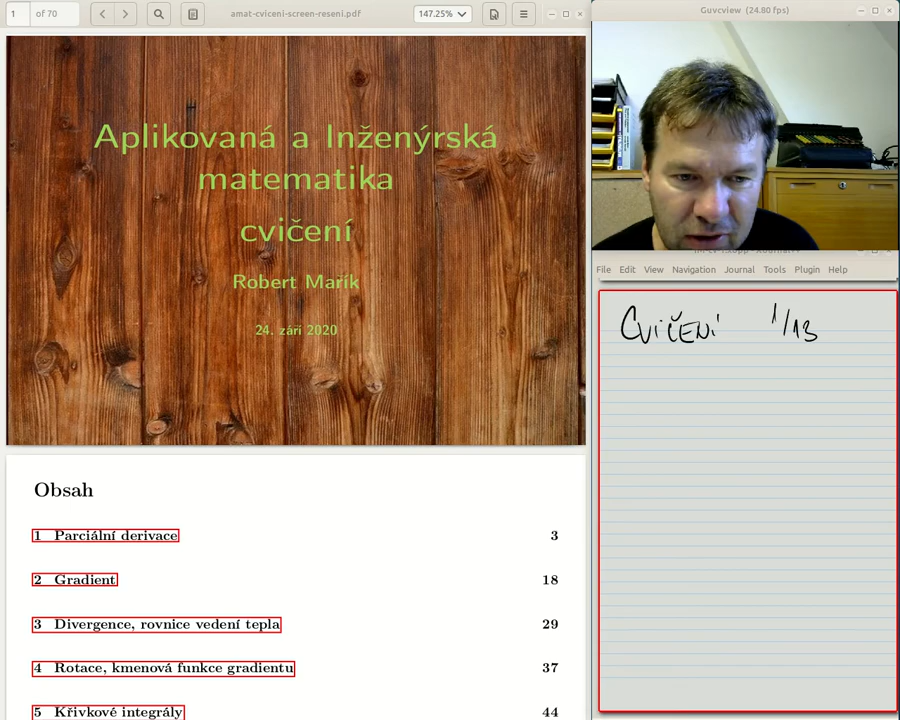 1 of 70 amat-cviceni-screen-reseni.pdf 147.25%
Aplikovaná a Inženýrská
matematika
cvičení
Robert Mařík
24. září 2020
Obsah
1 Parciální derivace 3
2 Gradient 18
3 Divergence, rovnice vedení tepla 29
4 Rotace, kmenová funkce gradientu 37
5 Křivkové integrály 44
Guvcview (24.80 fps)
File Edit View Navigation Journal Tools Plugin Help
CvičENí 1/13